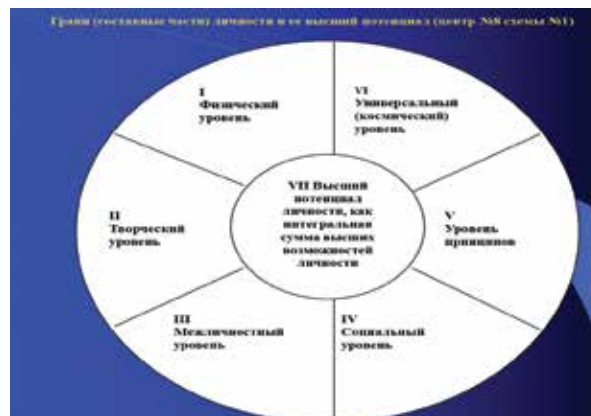 Грани (составные части) личности и ее высший потенциал (центр №8 схемы №1)
I
Физический
уровень
VI
Универсальный
(космический)
уровень
II
Творческий
уровень
VII Высший
потенциал
личности, как
интегральная
сумма высших
возможностей
личности
V
Уровень
принципов
III
Межличностный
уровень
IV
Социальный
уровень